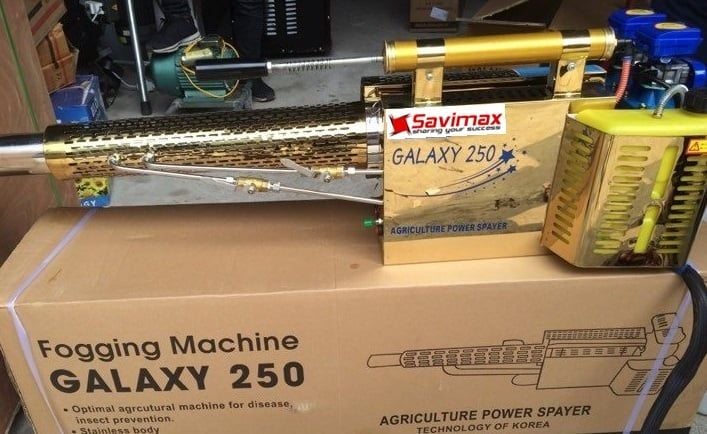 Savimax
sharing your success
GALAXY 250
AGRICULTURE POWER SPAYER
GY
Fogging Machine
GALAXY 250
• Optimal agrcutural machine for disease,
insect prevention.
• Stainless body
AGRICULTURE POWER SPAYER
TECHNOLOGY OF KOREA